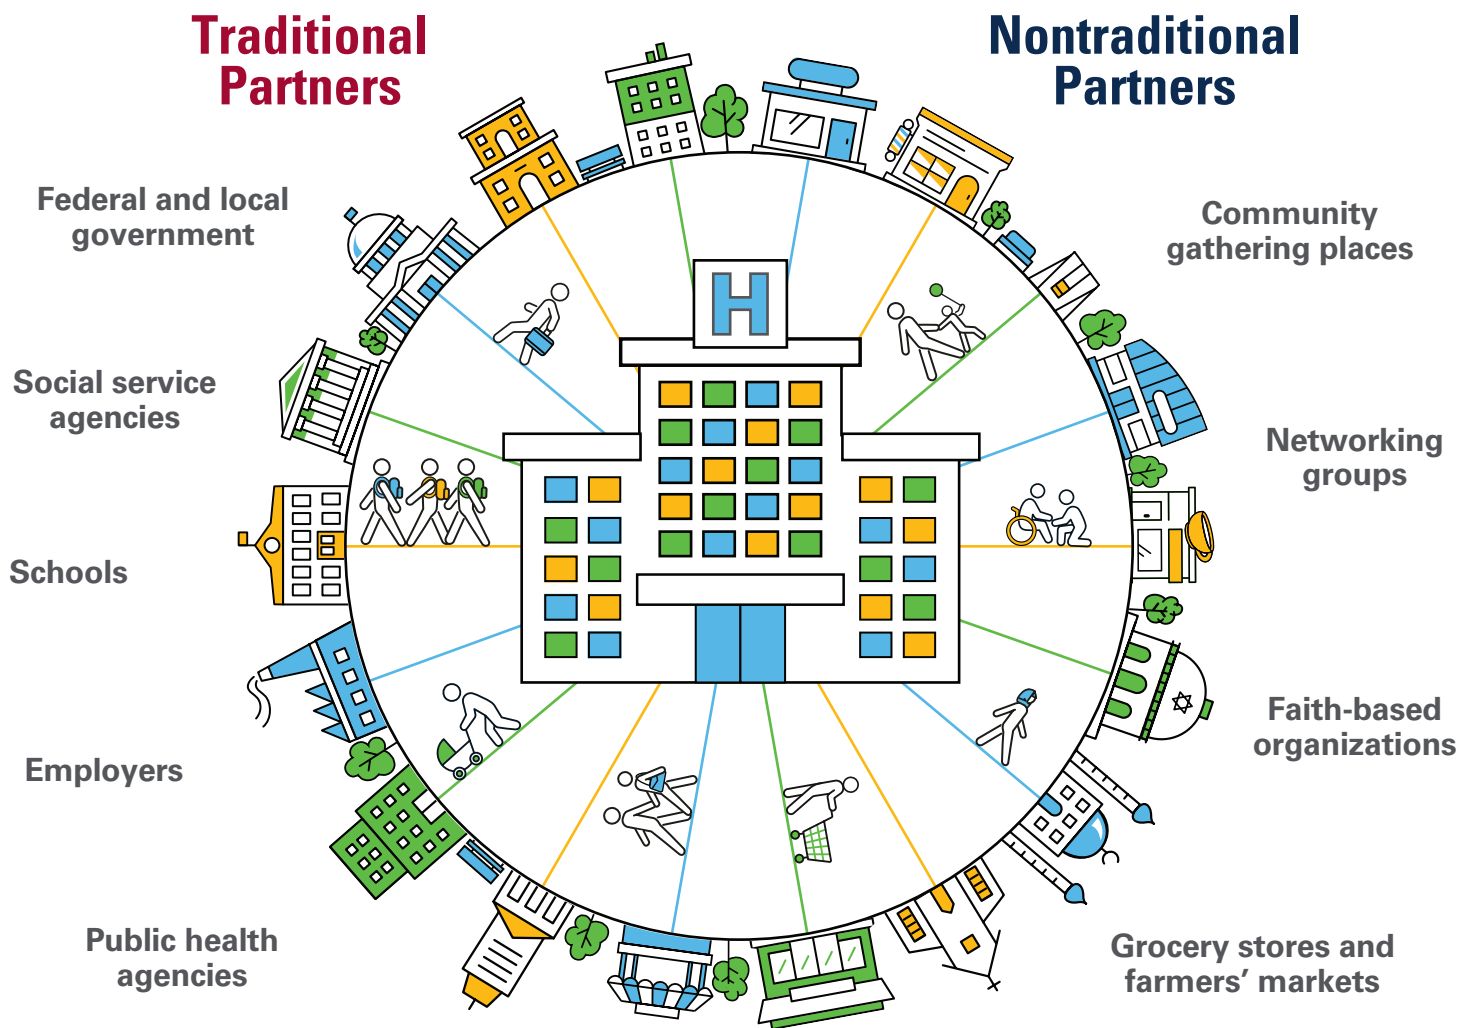 Traditional
Partners
Nontraditional
Partners
Federal and local
government
Social service
agencies
Schools
Employers
Public health
agencies
H
Community
gathering places
Networking
groups
Faith-based
organizations
Grocery stores and
farmers’ markets